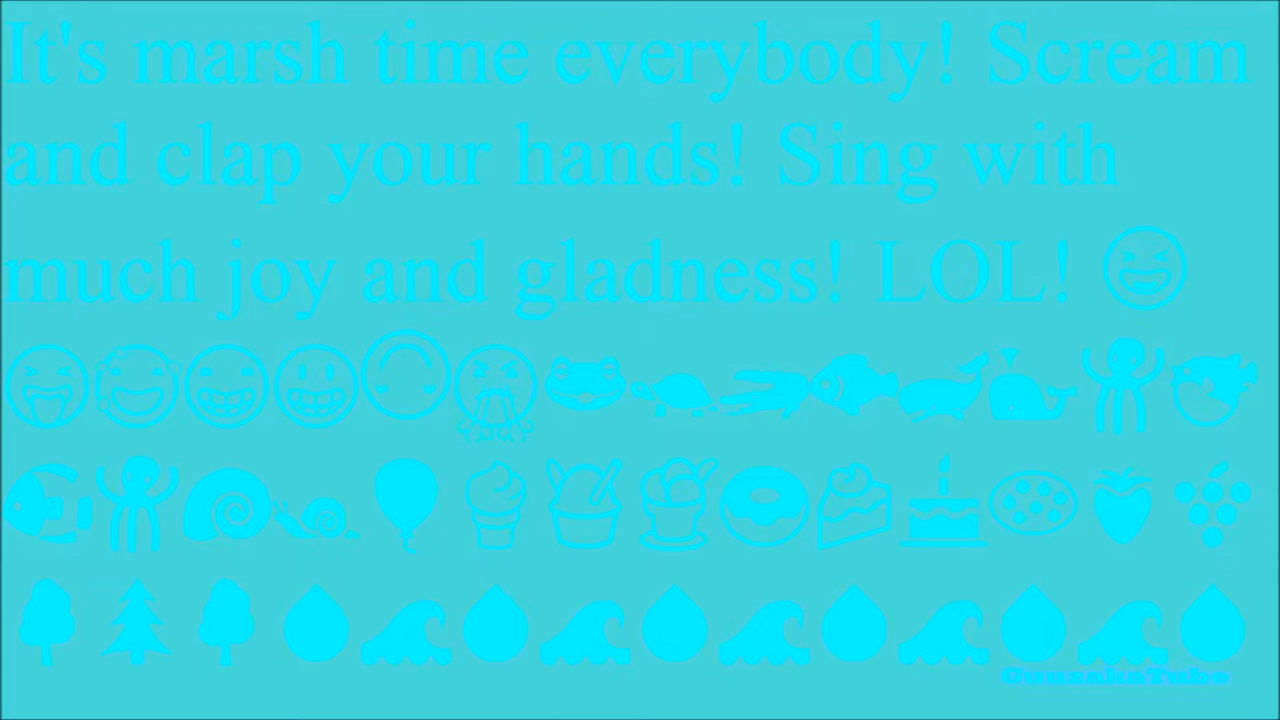 It's marsh time everybody! Scream
and clap your hands! Sing with
much joy and gladness! LOL! 😆